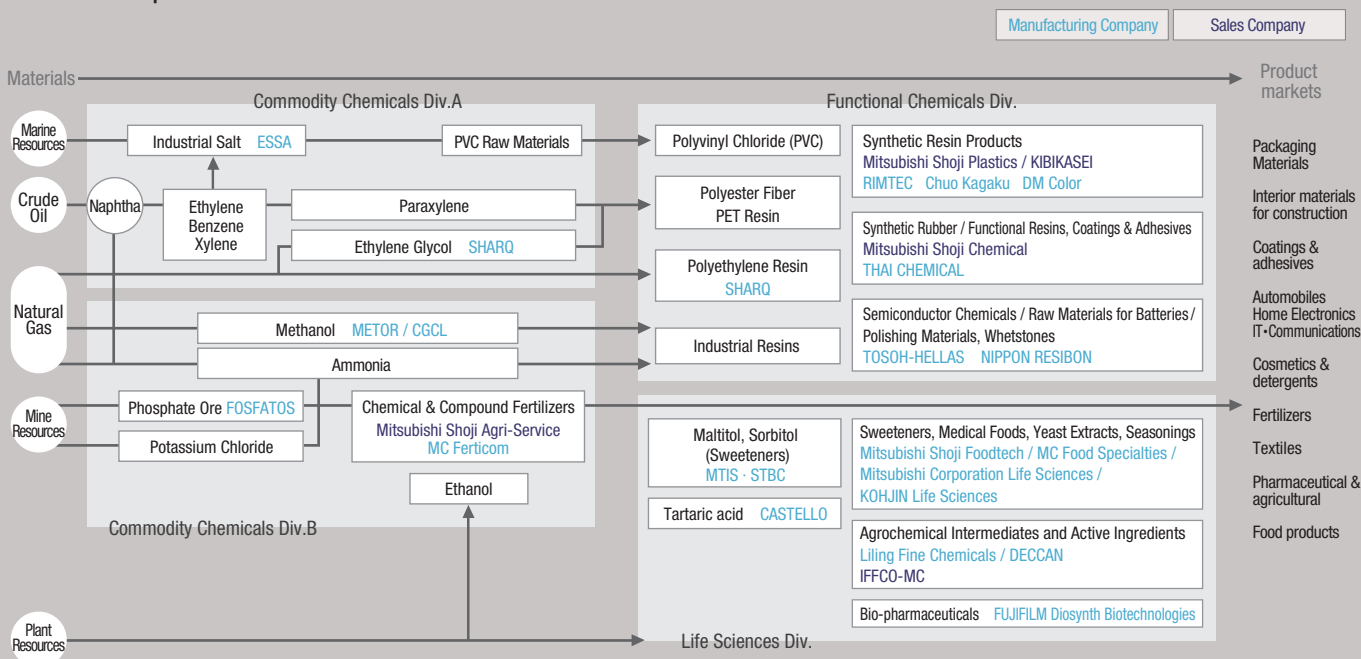 Manufacturing Company
Sales Company
Materials
Product
markets
Commodity Chemicals Div.A
Functional Chemicals Div.
Marine
Resources
Industrial Salt ESSA
PVC Raw Materials
Polyvinyl Chloride (PVC)
Synthetic Resin Products
Mitsubishi Shoji Plastics / KIBIKASEI
RIMTEC Chuo Kagaku DM Color
Crude
Oil
Naphtha
Ethylene
Benzene
Xylene
Paraxylene
Ethylene Glycol SHARQ
Polyester Fiber
PET Resin
Synthetic Rubber / Functional Resins, Coatings & Adhesives
Mitsubishi Shoji Chemical
THAI CHEMICAL
Polyethylene Resin
SHARQ
Natural
Gas
Methanol METOR / CGCL
Ammonia
Industrial Resins
Semiconductor Chemicals / Raw Materials for Batteries /
Polishing Materials, Whetstones
TOSOH-HELLAS NIPPON RESIBON
Mine
Resources
Phosphate Ore FOSFATOS
Potassium Chloride
Chemical & Compound Fertilizers
Mitsubishi Shoji Agri-Service
MC Ferticom
Ethanol
Commodity Chemicals Div.B
Maltitol, Sorbitol
(Sweeteners)
MTIS · STBC
Tartaric acid CASTELLO
Sweeteners, Medical Foods, Yeast Extracts, Seasonings
Mitsubishi Shoji Foodtech / MC Food Specialties /
Mitsubishi Corporation Life Sciences /
KOHJIN Life Sciences
Agrochemical Intermediates and Active Ingredients
Liling Fine Chemicals / DECCAN
IFFCO-MC
Bio-pharmaceuticals FUJIFILM Diosynth Biotechnologies
Plant
Resources
Life Sciences Div.
Packaging
Materials
Interior materials
for construction
Coatings &
adhesives
Automobiles
Home Electronics
IT•Communications
Cosmetics &
detergents
Fertilizers
Textiles
Pharmaceutical &
agricultural
Food products